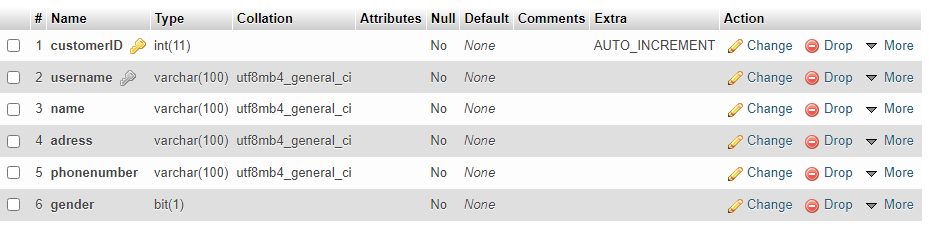 # Name Type Collation Attributes Null Default Comments Extra Action
1 customerID int(11) No None AUTO_INCREMENT Change Drop More
2 username varchar(100) utf8mb4_general_ci No None Change Drop More
3 name varchar(100) utf8mb4_general_ci No None Change Drop More
4 adress varchar(100) utf8mb4_general_ci No None Change Drop More
5 phonenumber varchar(100) utf8mb4_general_ci No None Change Drop More
6 gender bit(1) No None Change Drop More